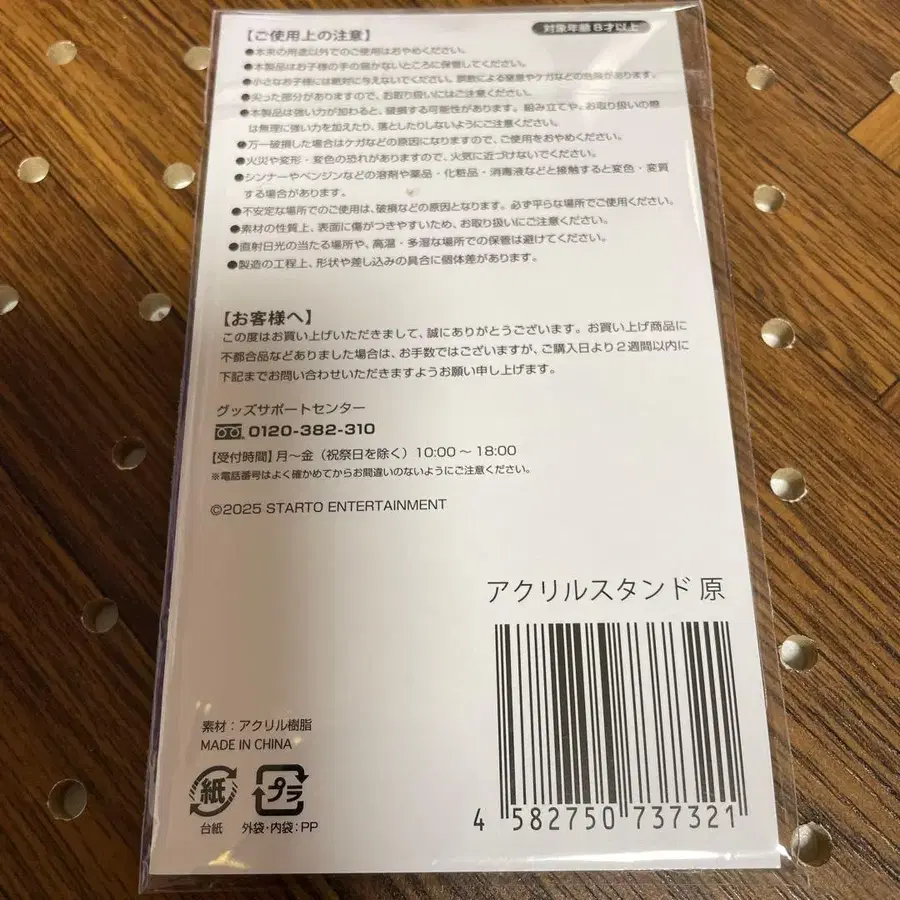 【ご使用上の注意】
対象年齢8才以上
●本来の用途以外でのご使用はおやめください。
●本製品はお子様の手の届かないところに保管してください。
●小さなお子様には絶対に与えないでください。誤飲による窒息やケガなどの危険があります。
●尖った部分がありますので、お取り扱いにはご注意ください。
●本製品は強い力が加わると、破損する可能性があります。組み立てや、お取り扱いの際
は無理に強い力を加えたり、落としたりしないようにご注意ください。
●万一破損した場合はケガなどの原因になりますので、ご使用をおやめください。
●火災や変形・変色の恐れがありますので、火気に近づけないでください。
●シンナーやベンジンなどの溶剤や薬品・化粧品・消毒液などと接触すると変色・変質
する場合があります。
●不安定な場所でのご使用は、破損などの原因となります。必ず平らな場所でご使用ください。
●素材の性質上、表面に傷がつきやすいため、お取り扱いにご注意ください。
●直射日光の当たる場所や、高温・多湿な場所での保管は避けてください。
●製造の工程上、形状や差し込みの具合に個体差があります。
【お客様へ】
この度はお買い上げいただきまして、誠にありがとうございます。お買い上げ商品に
不都合品などありました場合は、お手数ではございますが、ご購入日より2週間以内に
下記までお問い合わせいただきますようお願い申し上げます。
グッズサポートセンター
0120-382-310
【受付時間】月～金（祝祭日を除く）10:00～18:00
※電話番号はよく確かめてからお間違いのないようにご注意ください。
©2025 STARTO ENTERTAINMENT
アクリルスタンド 原
素材：アクリル樹脂
MADE IN CHINA
紙
プラ
台紙
外袋・内袋：PP
4 582750 737321